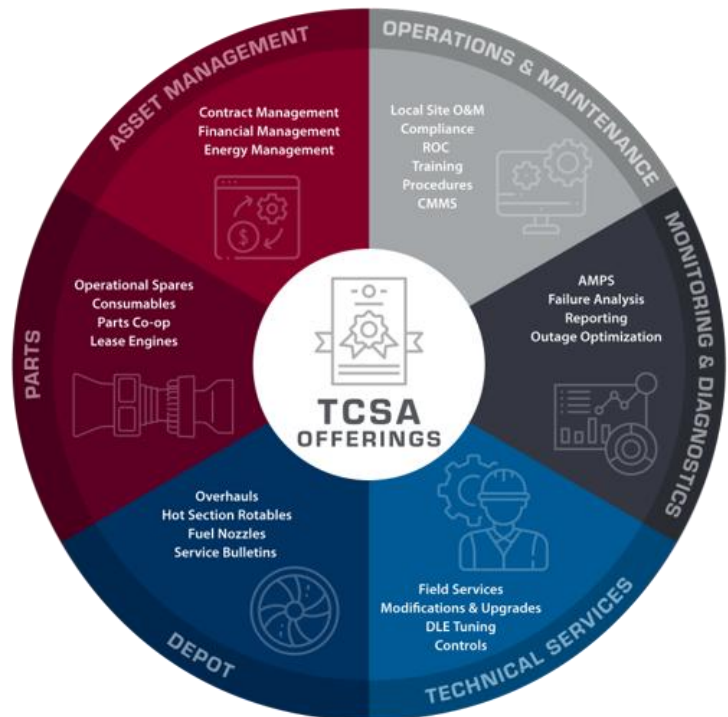 ASSET MANAGEMENT
Contract Management
Financial Management
Energy Management
$
OPERATIONS & MAINTENANCE
Local Site O&M
Compliance
ROC
Training
Procedures
CMMS
MONITORING & DIAGNOSTICS
AMPS
Failure Analysis
Reporting
Outage Optimization
PARTS
Operational Spares
Consumables
Parts Co-op
Lease Engines
TCSA
OFFERINGS
DEPOT
Overhauls
Hot Section Rotables
Fuel Nozzles
Service Bulletins
TECHNICAL SERVICES
Field Services
Modifications & Upgrades
DLE Tuning
Controls